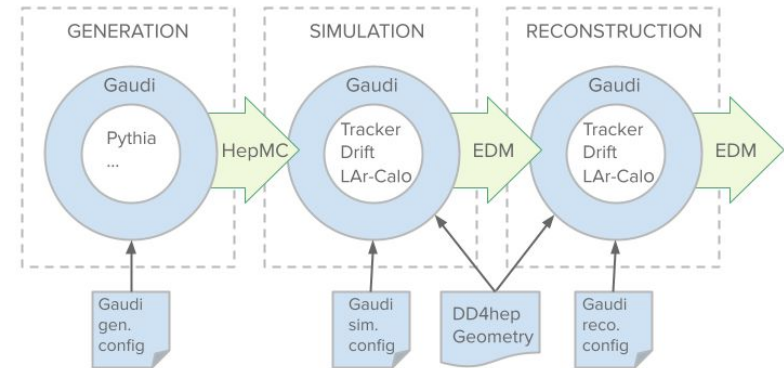 GENERATION
SIMULATION
RECONSTRUCTION
Gaudi
Gaudi
Gaudi
Pythia
...
HepMC
Tracker
Drift
LAr-Calo
EDM
Tracker
Drift
LAr-Calo
EDM
Gaudi
gen.
config
Gaudi
sim.
config
DD4hep
Geometry
Gaudi
reco.
config